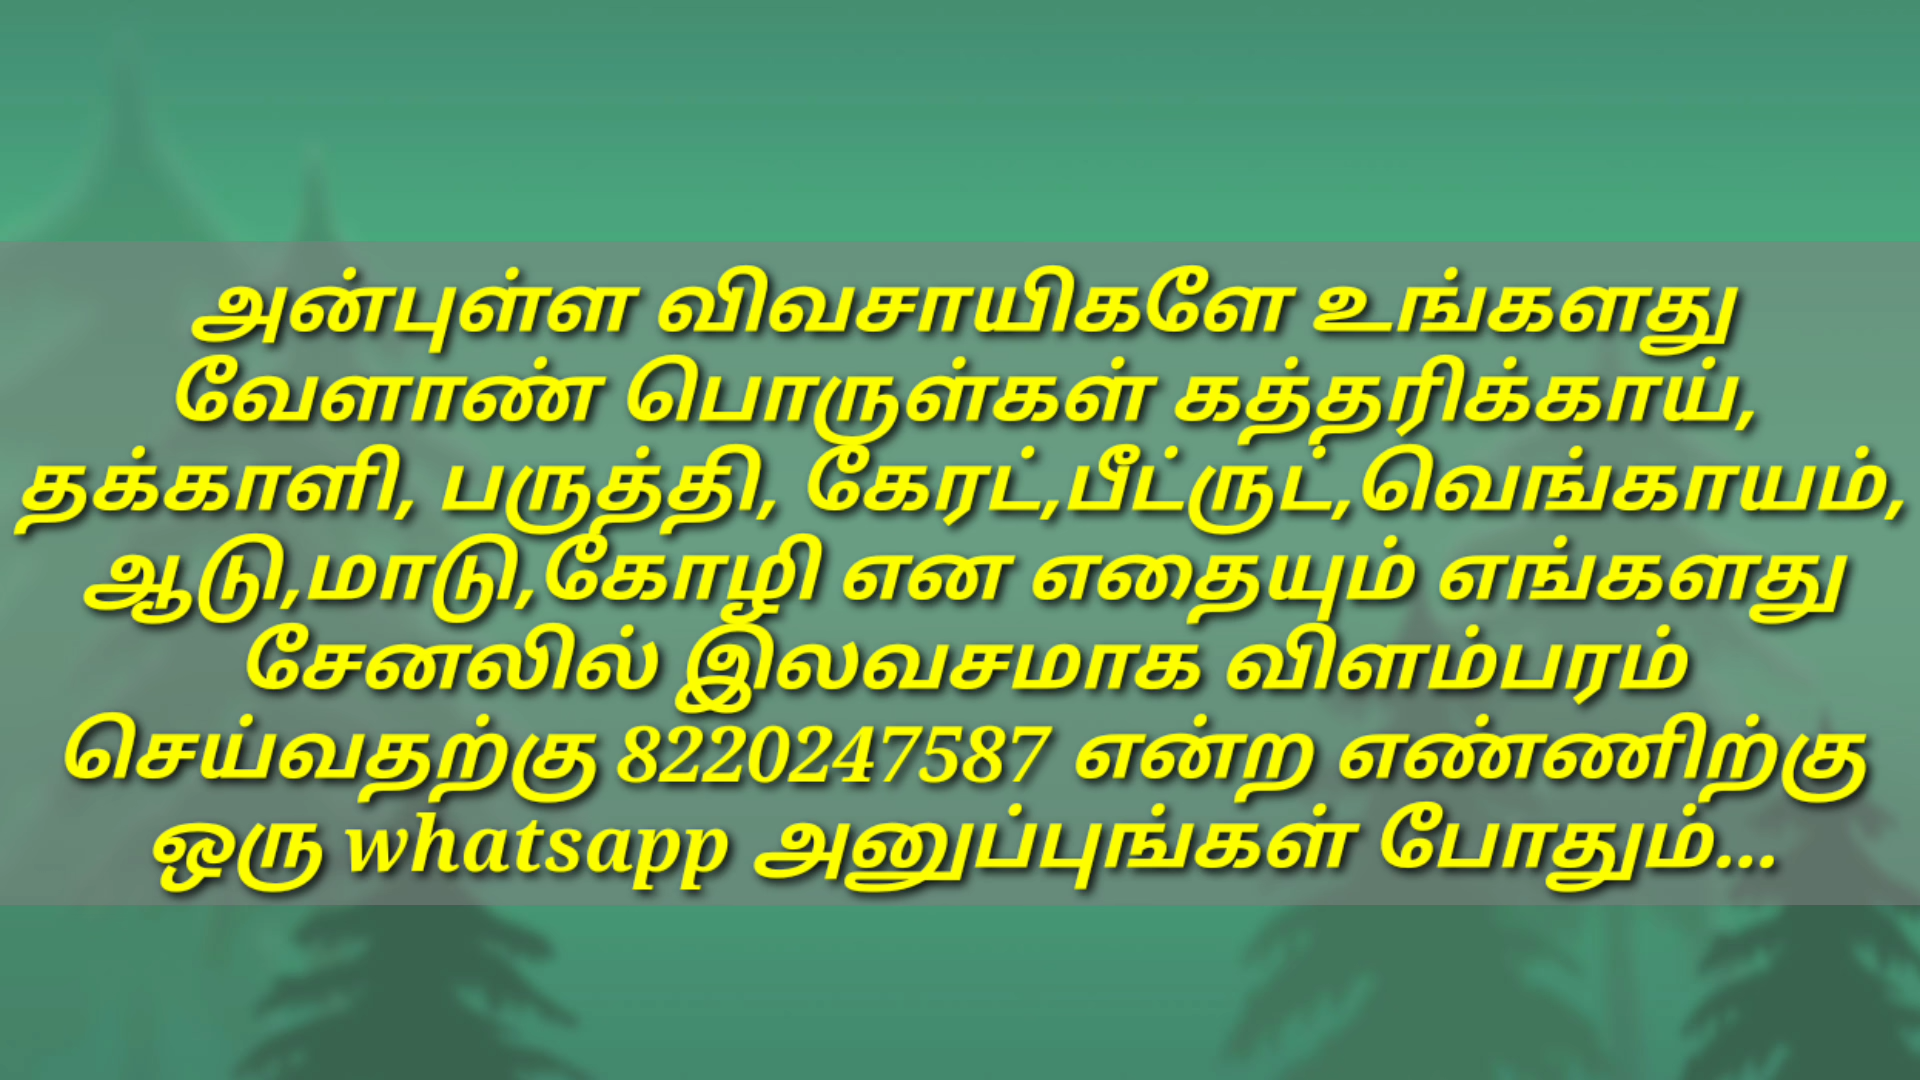 அன்புள்ள விவசாயிகளே உங்களது
வேளாண் பொருள்கள் கத்தரிக்காய்,
தக்காளி, பருத்தி, கேரட்,பீட்ருட்,வெங்காயம்,
ஆடு,மாடு,கோழி என எதையும் எங்களது
சேனலில் இலவசமாக விளம்பரம்
செய்வதற்கு 8220247587 என்ற எண்ணிற்கு
ஒரு whatsapp அனுப்புங்கள் போதும்...